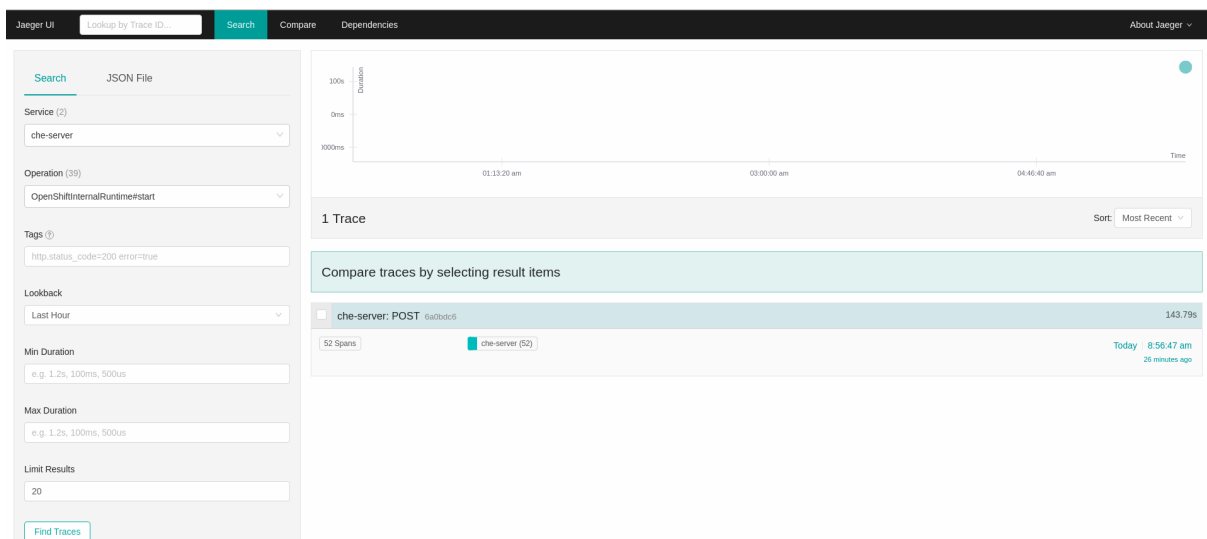 Jaeger UI Lookup by Trace ID... Search Compare Dependencies About Jaeger
Search JSON File
Service (2)
che-server
Operation (39)
OpenShiftInternalRuntime#start
Tags
http.status_code=200 error=true
Lookback
Last Hour
Min Duration
e.g. 1.2s, 100ms, 500us
Max Duration
e.g. 1.2s, 100ms, 500us
Limit Results
20
Find Traces
Duration
100s
0ms
0000ms
Time
01:13:20 am 03:00:00 am 04:46:40 am
1 Trace Sort: Most Recent
Compare traces by selecting result items
che-server: POST 6a0bdc6 143.79s
52 Spans che-server (52) Today 8:56:47 am
26 minutes ago